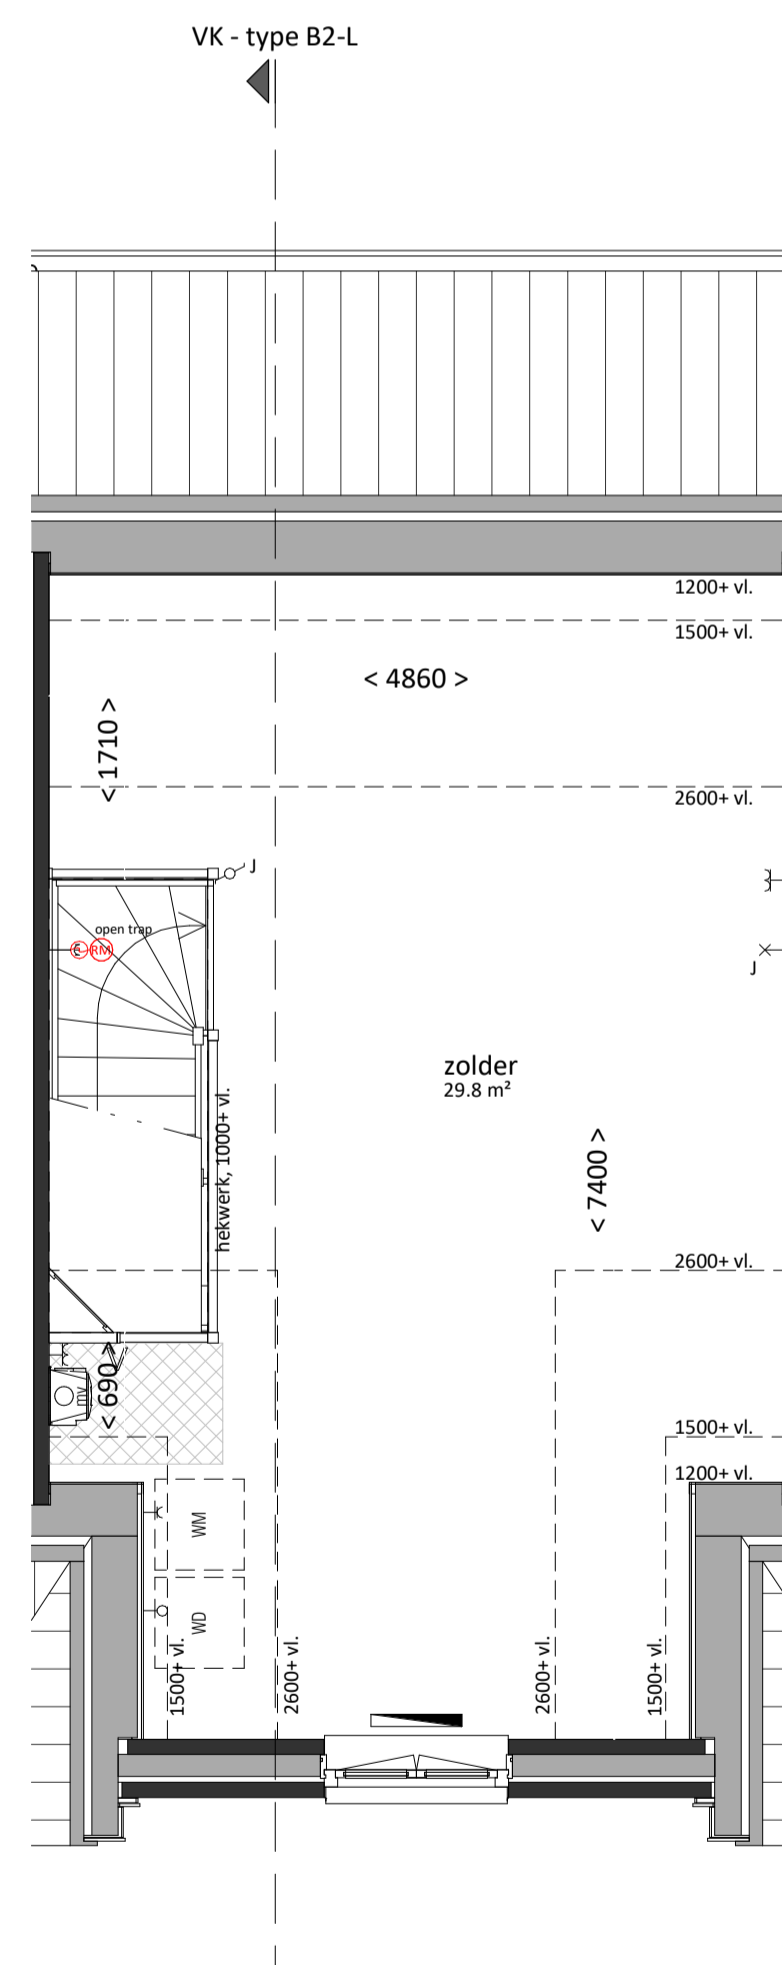 VK - type B2-L
1200+ vl.
1500+ vl.
< 4860 >
< 1710 >
2600+ vl.
J
open trap
RM
J
zolder
29.8 m²
hekwerk, 1000+ vl.
< 7400 >
2600+ vl.
< 690 >
mv
1500+ vl.
1200+ vl.
WM
WD
1500+ vl.
2600+ vl.
2600+ vl.
1500+ vl.